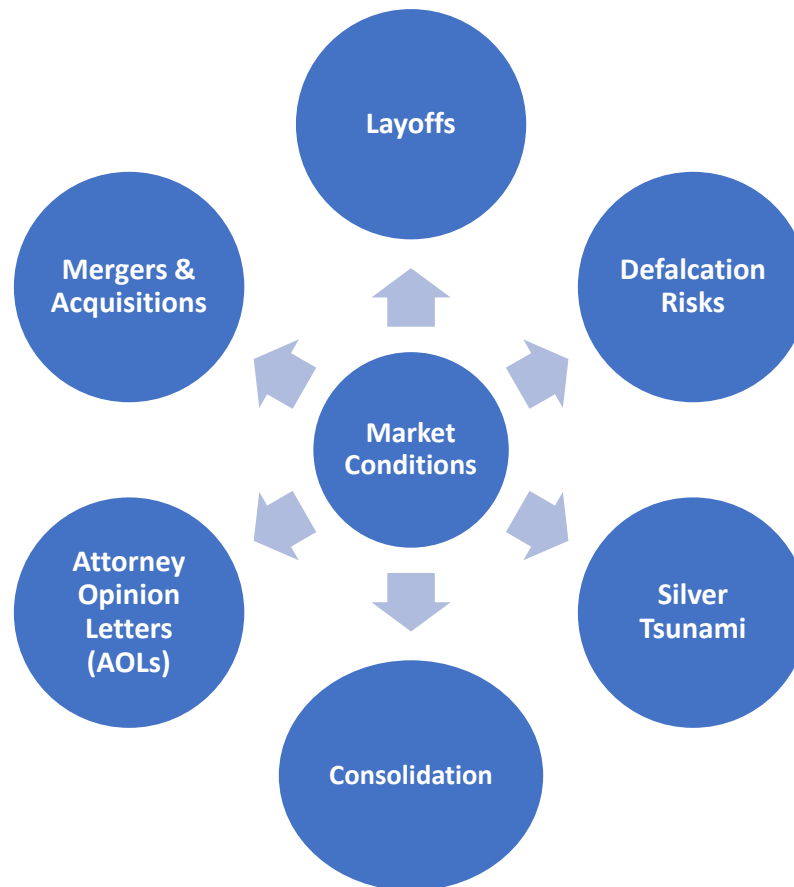 Layoffs
Mergers &
Acquisitions
Defalcation
Risks
Market
Conditions
Attorney
Opinion
Letters
(AOLs)
Silver
Tsunami
Consolidation